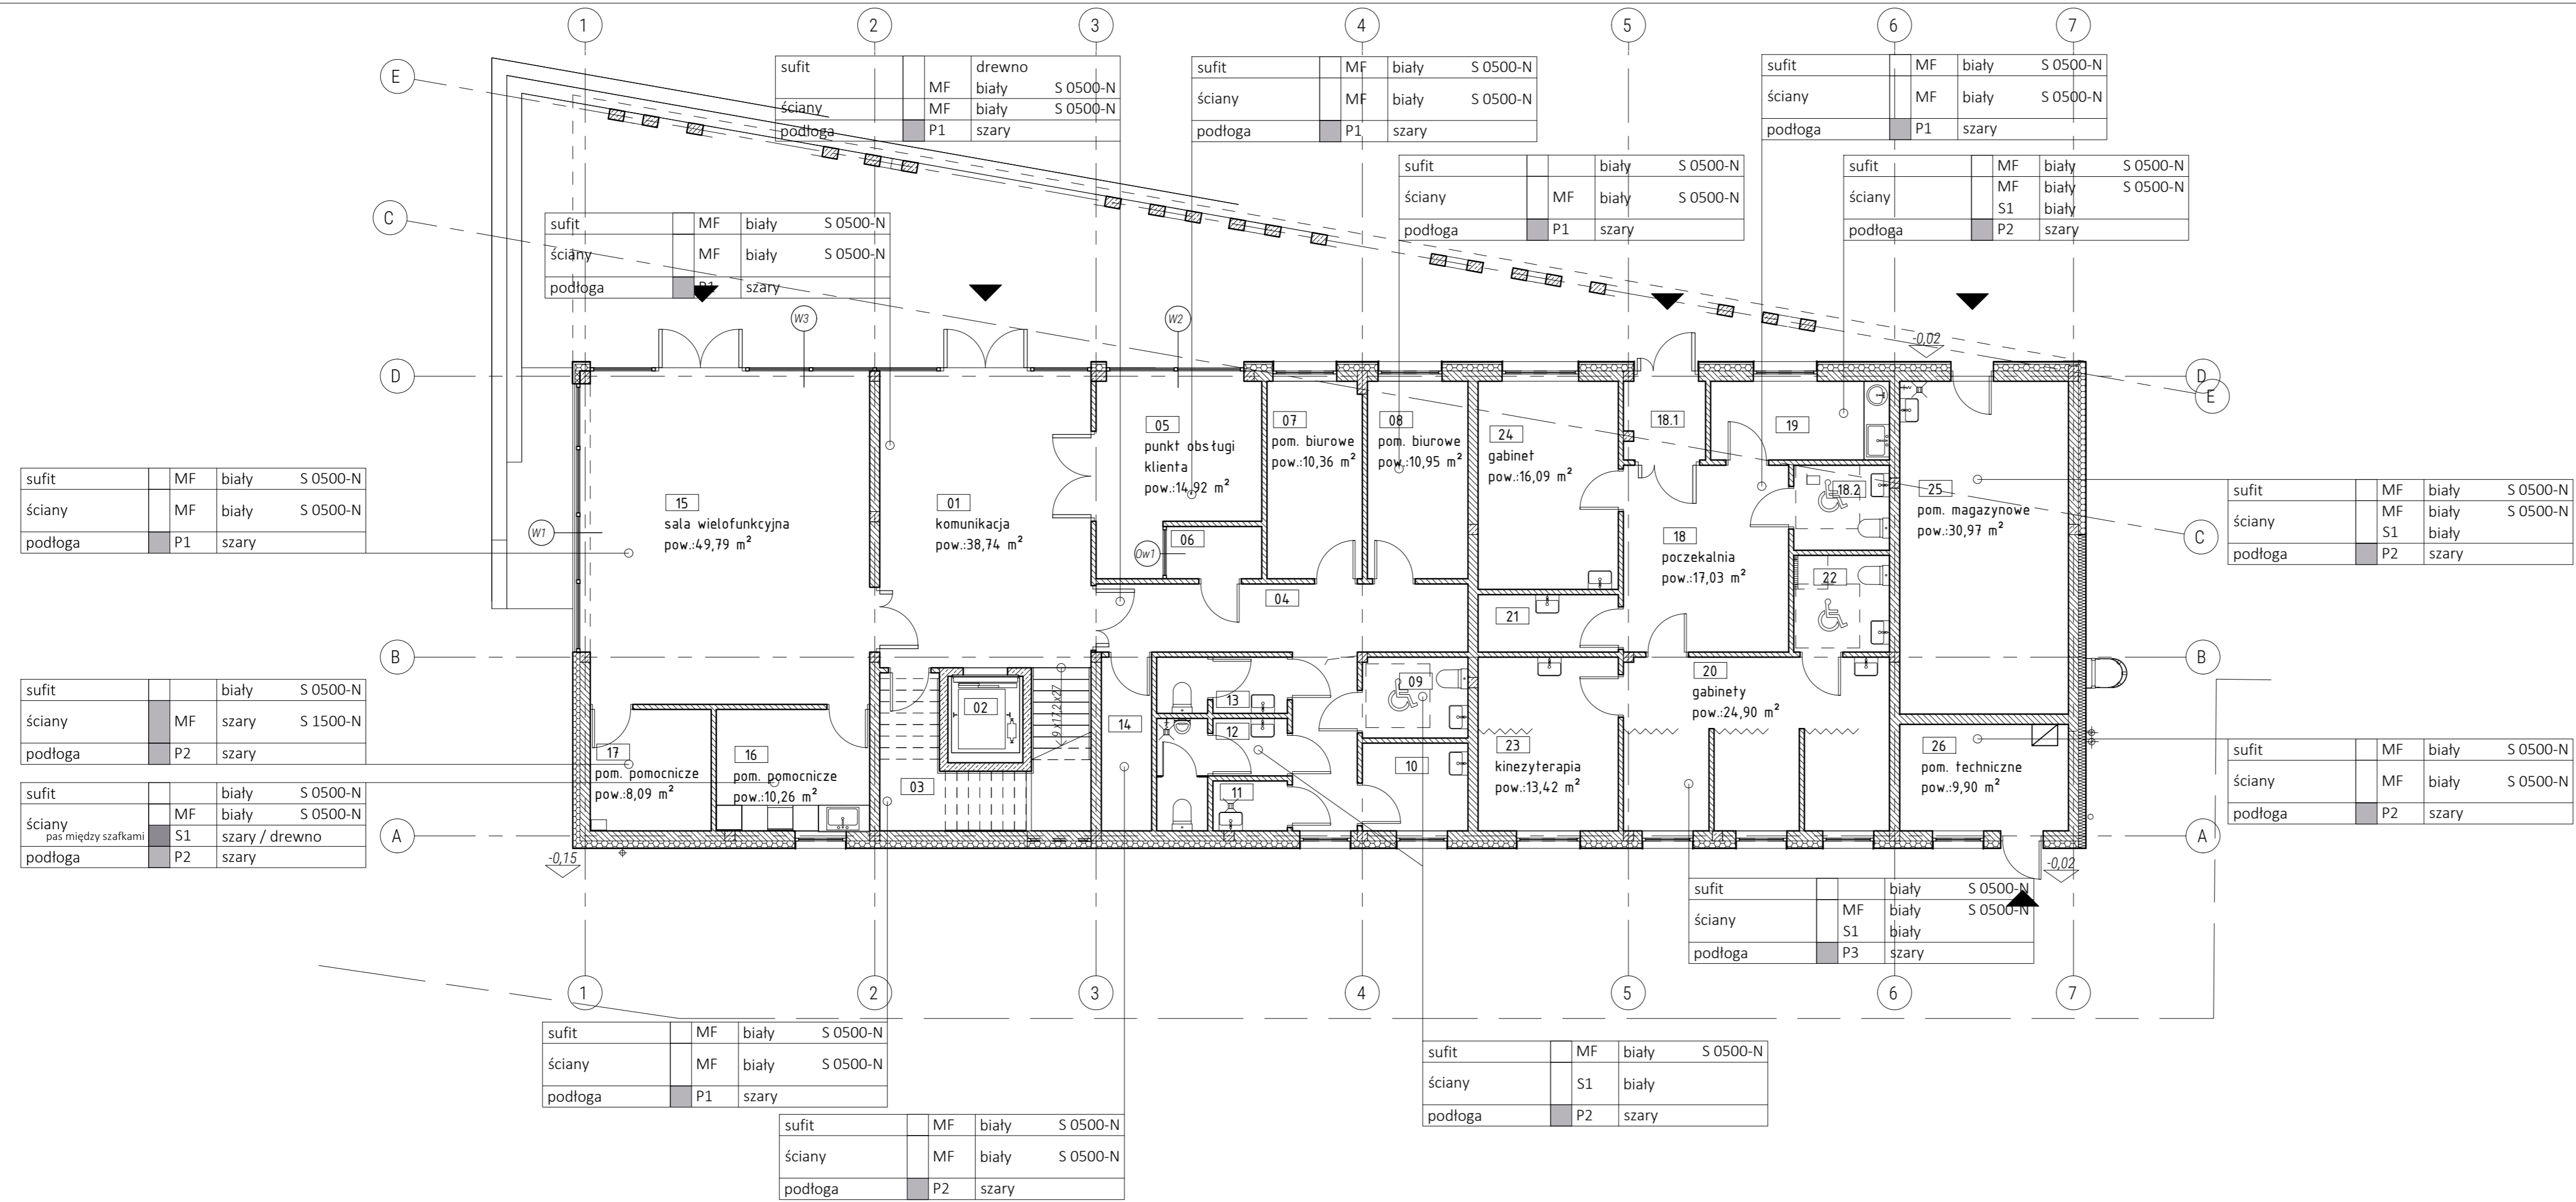 1 2 3 4 5 6 7
E
C
D
B
A
D
E
C
B
A
1 2 3 4 5 6 7
sufit drewno
MF biały S 0500-N
ściany MF biały S 0500-N
podłoga P1 szary
sufit MF biały S 0500-N
ściany MF biały S 0500-N
podłoga P1 szary
sufit MF biały S 0500-N
ściany MF biały S 0500-N
podłoga P1 szary
sufit biały S 0500-N
ściany MF biały S 0500-N
podłoga P1 szary
sufit MF biały S 0500-N
MF biały S 0500-N
ściany
S1 biały
podłoga P2 szary
sufit MF biały S 0500-N
ściany MF biały S 0500-N
podłoga P1 szary
W3
W2
-0,02
sufit MF biały S 0500-N
ściany MF biały S 0500-N
podłoga P1 szary
W1
15
sala wielofunkcyjna
pow.:49,79 m²
01
komunikacja
pow.:38,74 m²
05
punkt obsługi
klienta
pow.:14,92 m²
Ow1
06
07
pom. biurowe
pow.:10,36 m²
08
pom. biurowe
pow.:10,95 m²
24
gabinet
pow.:16,09 m²
18.1
19
18.2
18
poczekalnia
pow.:17,03 m²
22
25
pom. magazynowe
pow.:30,97 m²
04
21
sufit MF biały S 0500-N
MF biały S 0500-N
ściany
S1 biały
podłoga P2 szary
sufit biały S 0500-N
ściany MF szary S 1500-N
podłoga P2 szary
sufit biały S 0500-N
MF biały S 0500-N
ściany
pas między szafkami S1 szary / drewno
podłoga P2 szary
17
pom. pomocnicze
pow.:8,09 m²
16
pom. pomocnicze
pow.:10,26 m²
02
9 x17,2x27
03
14
13
12
11
09
10
23
kinezyterapia
pow.:13,42 m²
20
gabinety
pow.:24,90 m²
26
pom. techniczne
pow.:9,90 m²
sufit MF biały S 0500-N
ściany MF biały S 0500-N
podłoga P2 szary
-0,15
-0,02
sufit biały S 0500-N
MF biały S 0500-N
ściany
S1 biały
podłoga P3 szary
sufit MF biały S 0500-N
ściany MF biały S 0500-N
podłoga P1 szary
sufit MF biały S 0500-N
ściany S1 biały
podłoga P2 szary
sufit MF biały S 0500-N
ściany MF biały S 0500-N
podłoga P2 szary